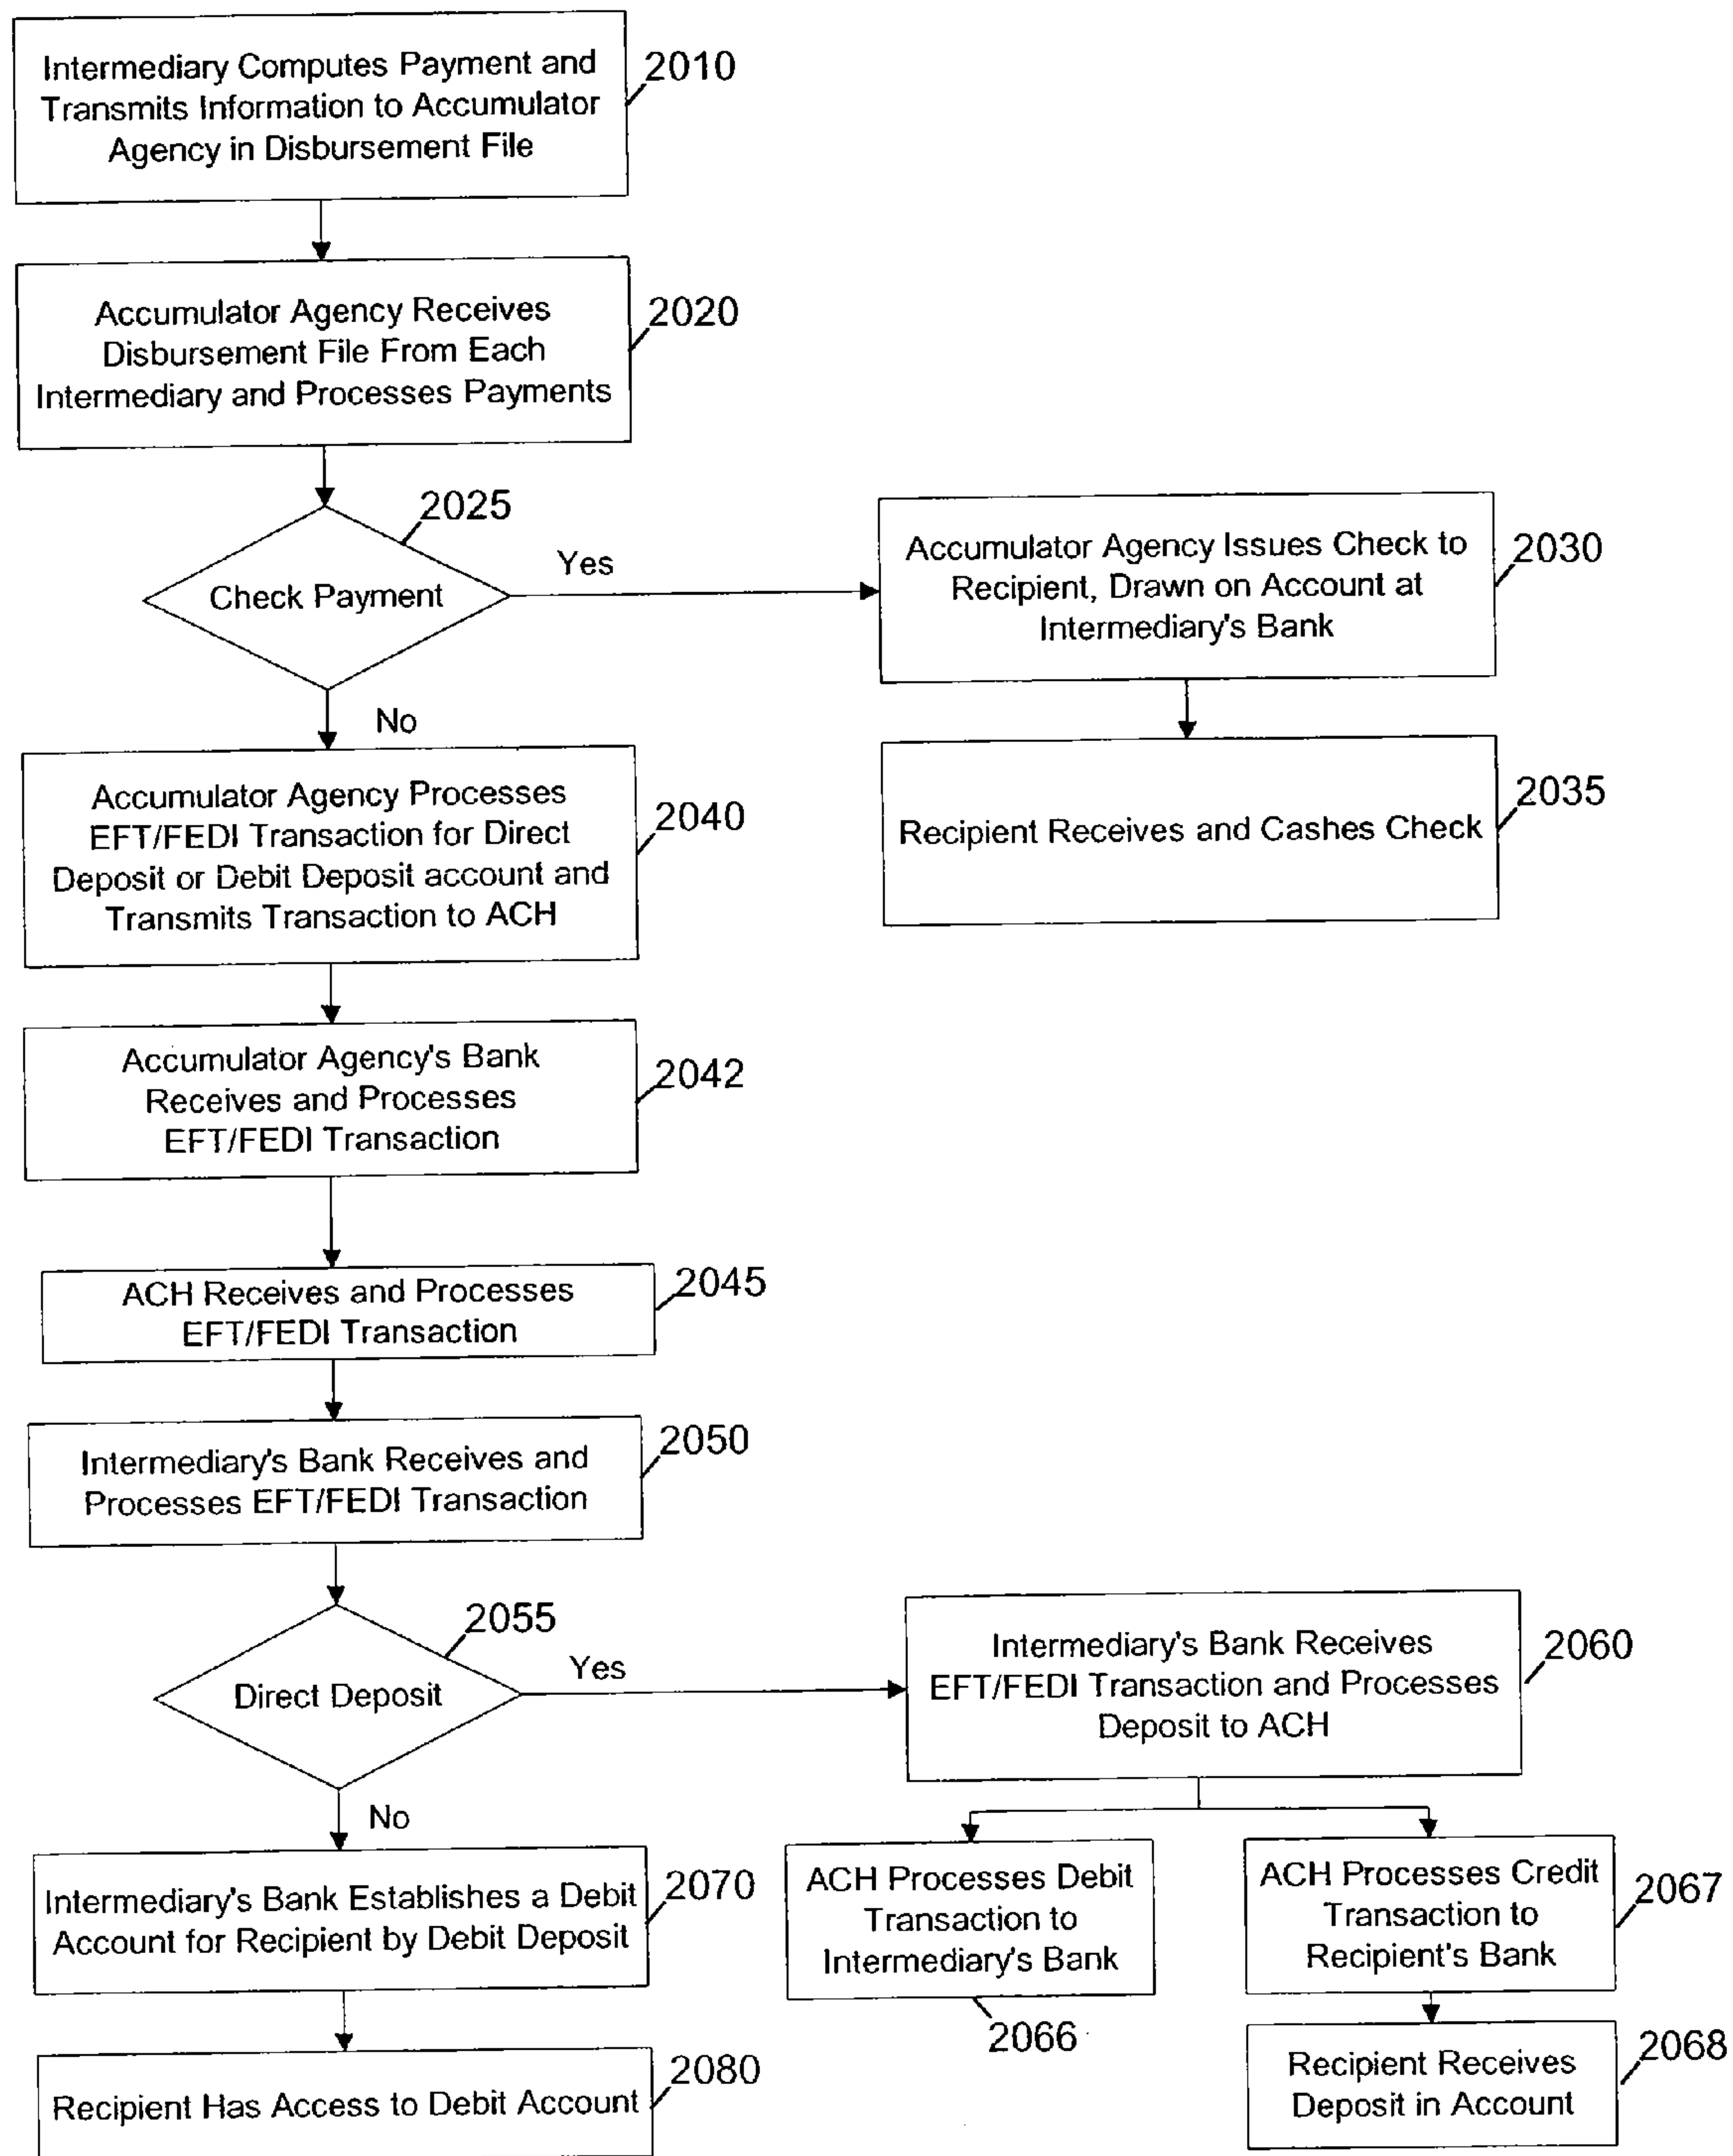 Intermediary Computes Payment and
Transmits Information to Accumulator
Agency in Disbursement File
2010
Accumulator Agency Receives
Disbursement File From Each
Intermediary and Processes Payments
2020
2025
Check Payment
Yes
No
Accumulator Agency Issues Check to
Recipient, Drawn on Account at
Intermediary's Bank
2030
Recipient Receives and Cashes Check
2035
Accumulator Agency Processes
EFT/FEDI Transaction for Direct
Deposit or Debit Deposit account and
Transmits Transaction to ACH
2040
Accumulator Agency's Bank
Receives and Processes
EFT/FEDI Transaction
2042
ACH Receives and Processes
EFT/FEDI Transaction
2045
Intermediary's Bank Receives and
Processes EFT/FEDI Transaction
2050
2055
Direct Deposit
Yes
No
Intermediary's Bank Receives
EFT/FEDI Transaction and Processes
Deposit to ACH
2060
ACH Processes Debit
Transaction to
Intermediary's Bank
2066
ACH Processes Credit
Transaction to
Recipient's Bank
2067
Recipient Receives
Deposit in Account
2068
Intermediary's Bank Establishes a Debit
Account for Recipient by Debit Deposit
2070
Recipient Has Access to Debit Account
2080